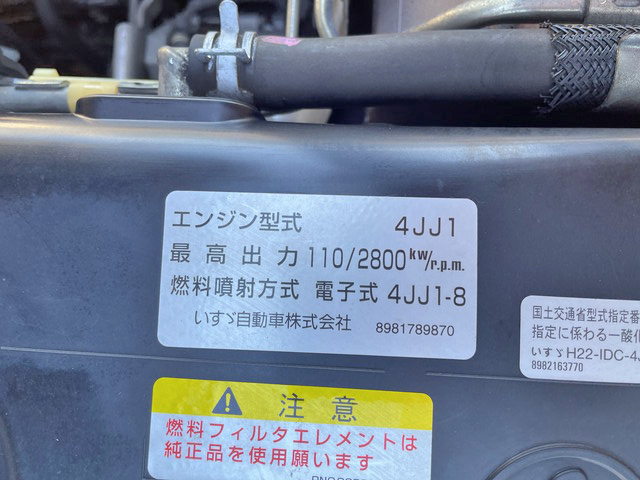 エンジン型式 4JJ1
最高出力 110/2800 kw/r.p.m.
燃料噴射方式 電子式 4JJ1-8
いすゞ自動車株式会社 8981789870
国土交通省型式指定番
指定に係わる一酸化
いすゞH22-IDC-4J
8982163770
注意
燃料フィルタエレメントは
純正品を使用願います